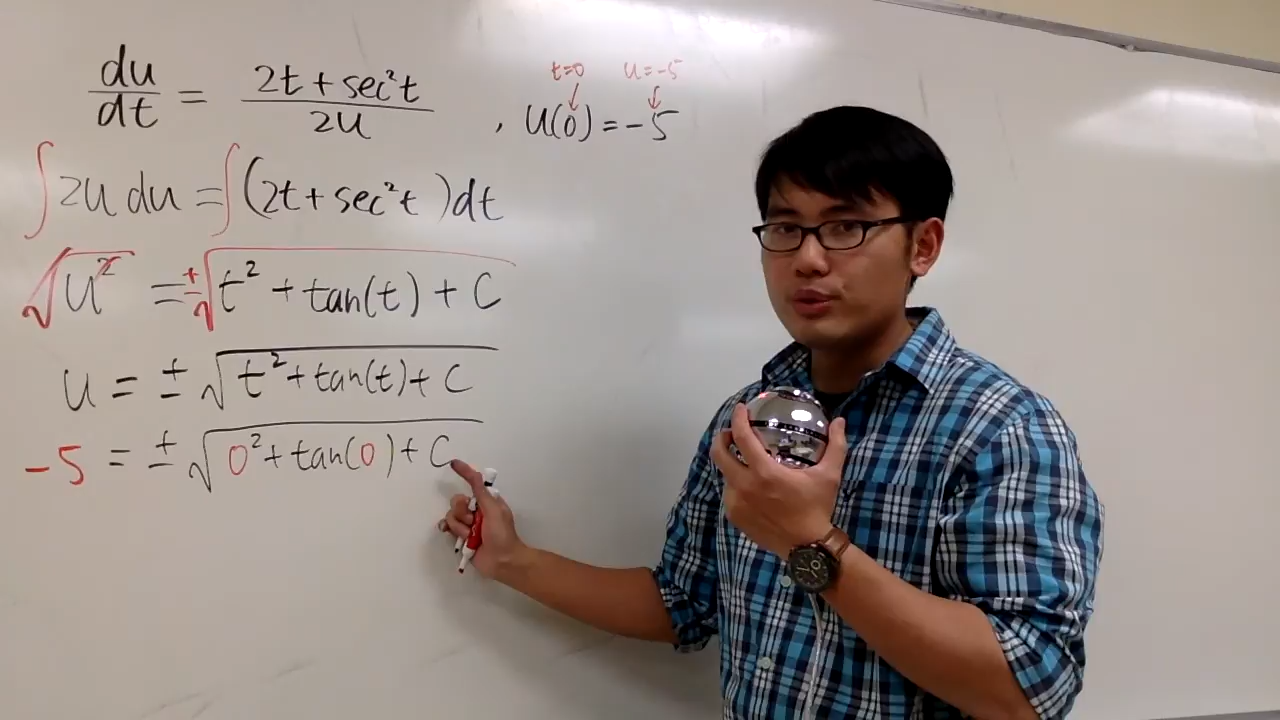 t=0 u=-5
du/dt = (2t + sec²t)/2u , u(0) = -5
∫ 2u du = ∫ (2t + sec²t) dt
√u² = ±√t² + tan(t) + C
u = ± √t² + tan(t) + C
-5 = ± √0² + tan(0) + C